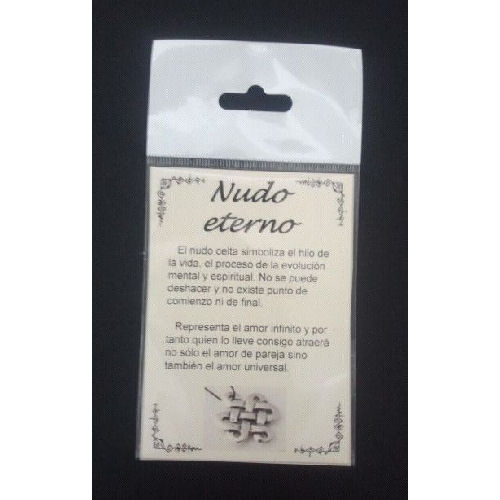 Nudo
eterno
El nudo celta simboliza el hilo de
la vida, el proceso de la evolución
mental y espiritual. No se puede
deshacer y no existe punto de
comienzo ni de final.
Representa el amor infinito y por
tanto quien lo lleve consigo atraerá
no sólo el amor de pareja sino
también el amor universal.